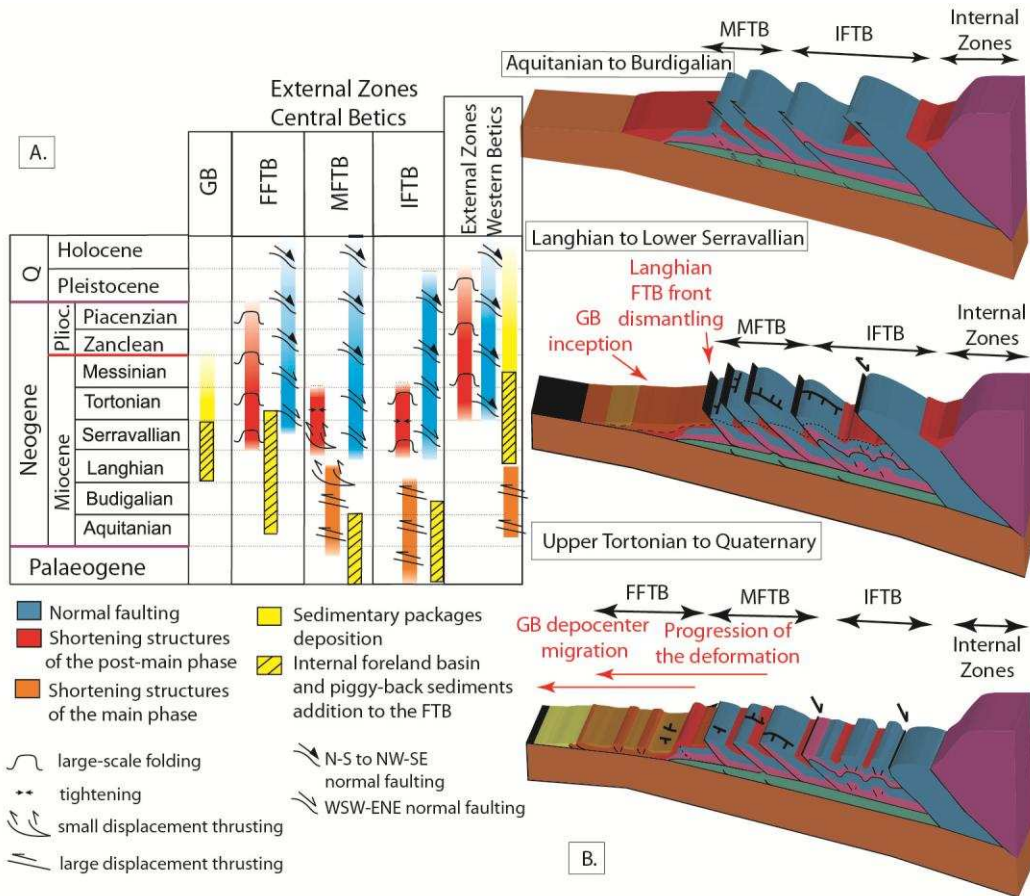 A.
External Zones
Central Betics
GB
FFTB
MFTB
IFTB
External Zones
Western Betics
Q
Holocene
Pleistocene
Neogene
Plioc.
Piacenzian
Zanclean
Miocene
Messinian
Tortonian
Serravallian
Langhian
Budigalian
Aquitanian
Palaeogene
Normal faulting
Shortening structures
of the post-main phase
Shortening structures
of the main phase
Sedimentary packages
deposition
Internal foreland basin
and piggy-back sediments
addition to the FTB
large-scale folding
tightening
small displacement thrusting
large displacement thrusting
N-S to NW-SE
normal faulting
WSW-ENE normal faulting
Aquitanian to Burdigalian
MFTB
IFTB
Internal
Zones
Langhian to Lower Serravallian
GB
inception
Langhian
FTB front
dismantling
MFTB
IFTB
Internal
Zones
Upper Tortonian to Quaternary
FFTB
MFTB
IFTB
GB depocenter
migration
Progression of
the deformation
Internal
Zones
B.